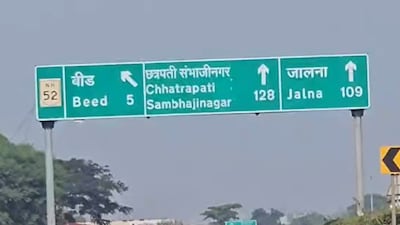 NH
52
बीड
Beed 5
छत्रपती संभाजीनगर
Chhatrapati
Sambhajinagar 128
जालना
Jalna 109